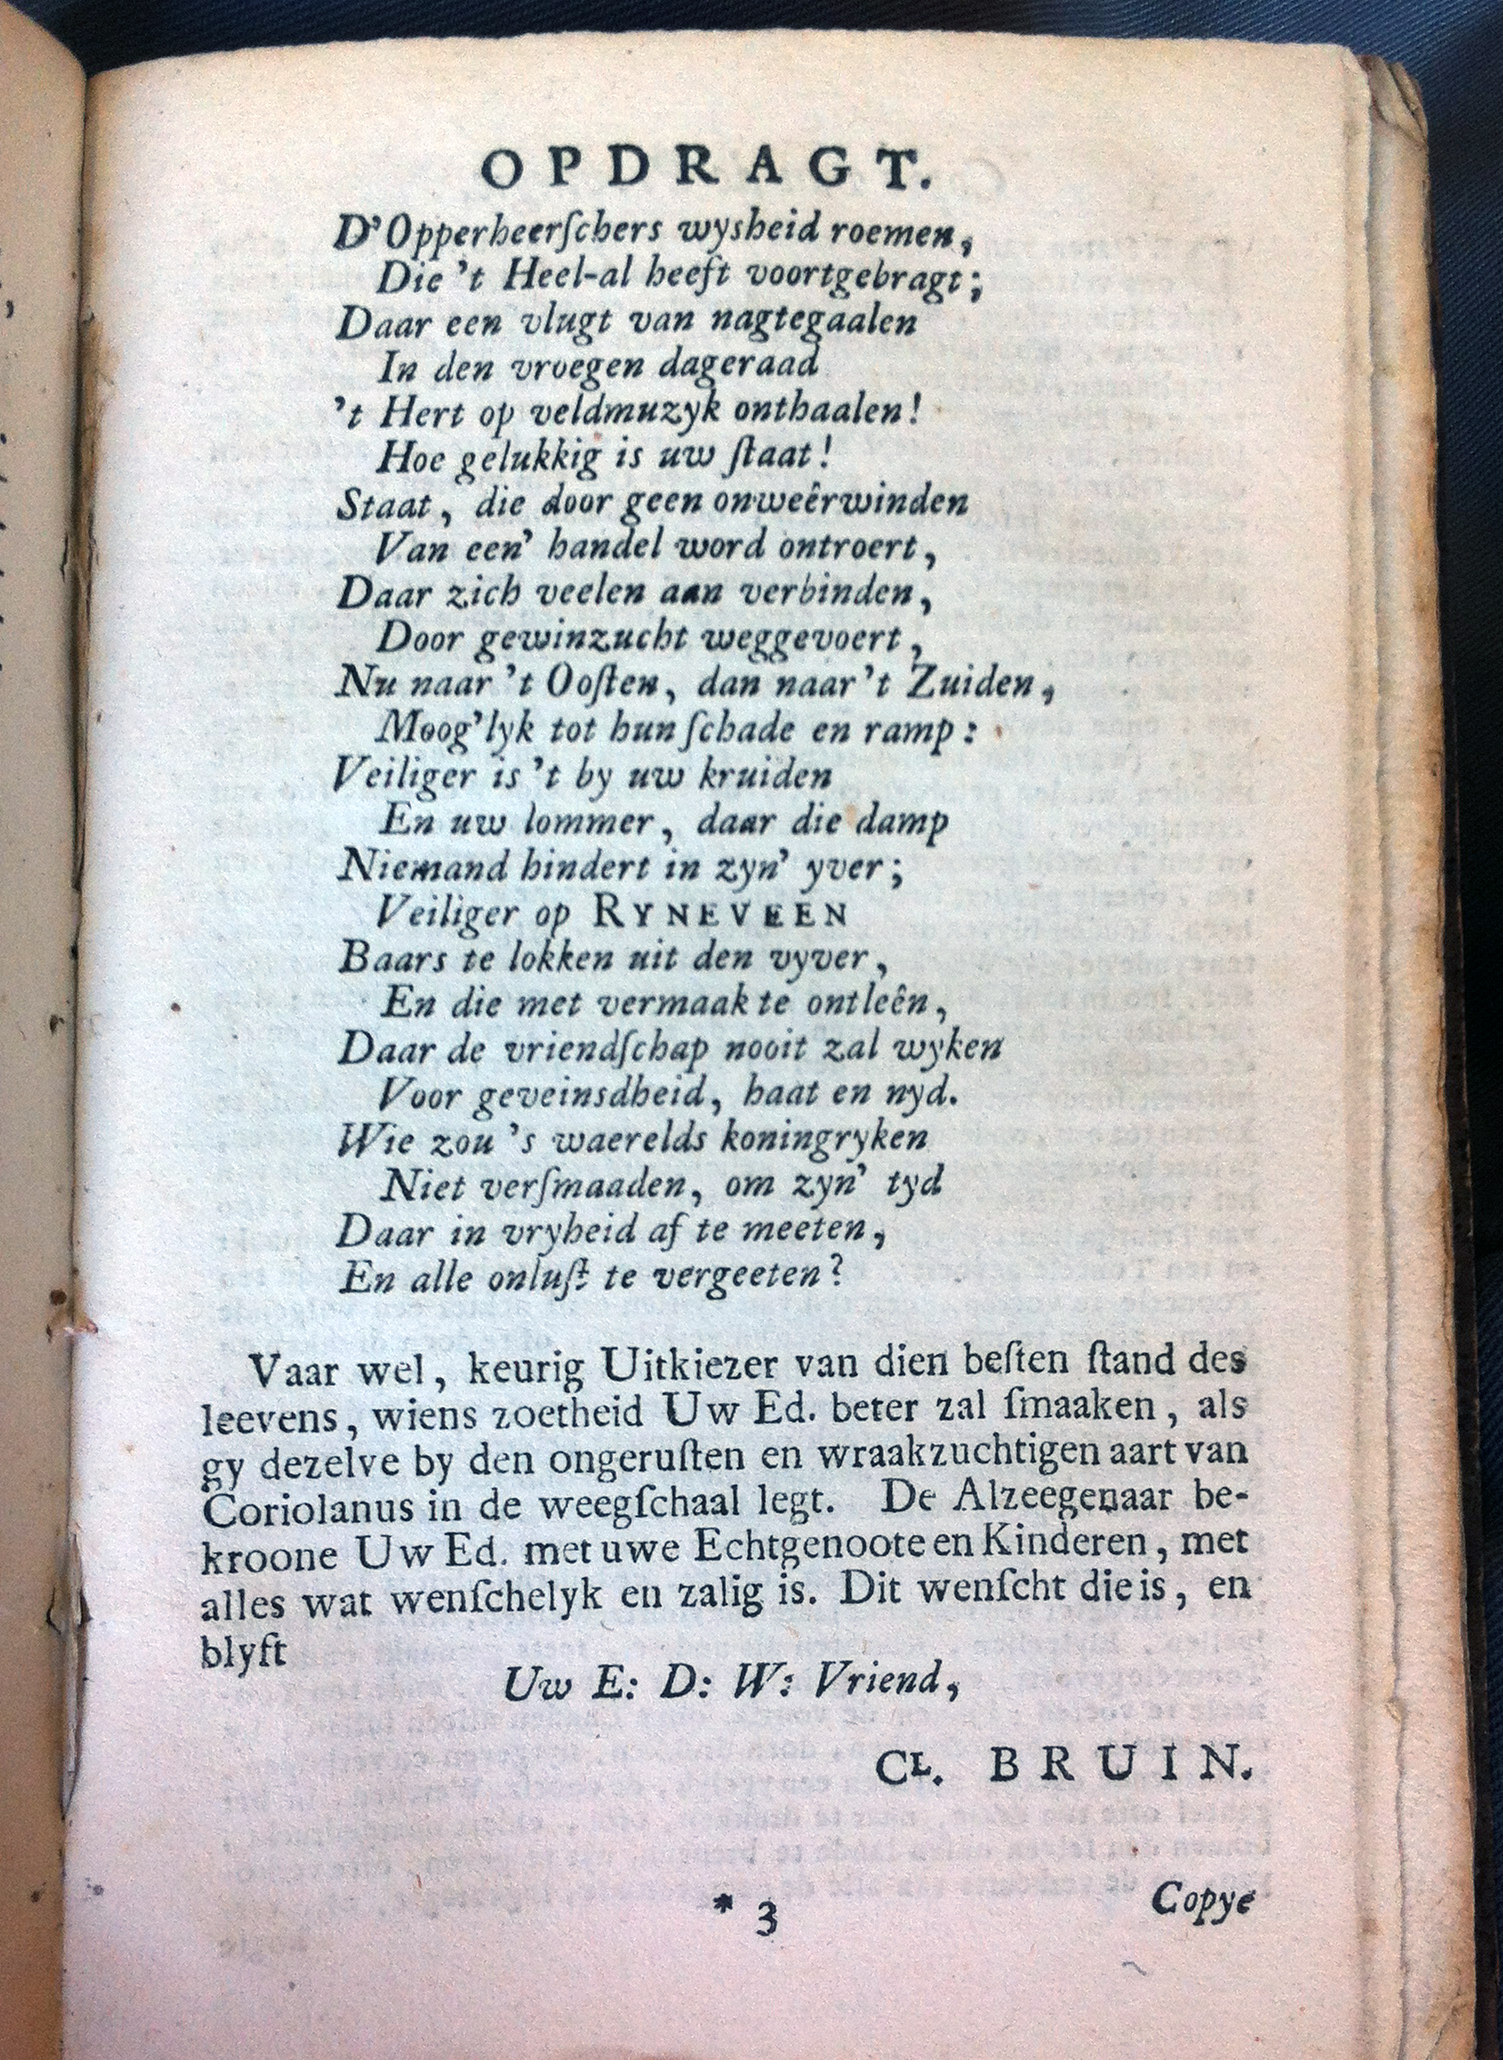 OPDRAGT.
D'Opperheerſchers wysheid roemen,
Die 't Heel-al heeft voortgebragt;
Daar een vlugt van nagtegaalen
In den vroegen dageraad
't Hert op veldmuzyk onthaalen!
Hoe gelukkig is uw ſtaat!
Staat, die door geen onweêrwinden
Van een' handel word ontroert,
Daar zich veelen aan verbinden,
Door gewinzucht weggevoert,
Nu naar 't Ooſten, dan naar 't Zuiden,
Moog'lyk tot hun ſchade en ramp:
Veiliger is 't by uw kruiden
En uw lommer, daar die damp
Niemand hindert in zyn' yver;
Veiliger op RYNEVEEN
Baars te lokken uit den vyver,
En die met vermaak te ontleên,
Daar de vriendſchap nooit zal wyken
Voor geveinsdheid, haat en nyd.
Wie zou 's waerelds koningryken
Niet verſmaaden, om zyn' tyd
Daar in vryheid af te meeten,
En alle onluſt te vergeeten?
Vaar wel, keurig Uitkiezer van dien beſten ſtand des
leevens, wiens zoetheid Uw Ed. beter zal ſmaaken, als
gy dezelve by den ongeruſten en wraakzuchtigen aart van
Coriolanus in de weegſchaal legt. De Alzeegenaar be-
kroone Uw Ed. met uwe Echtgenoote en Kinderen, met
alles wat wenſchelyk en zalig is. Dit wenſcht die is, en
blyft
Uw E: D: W: Vriend,
CL. BRUIN.
* 3 Copye